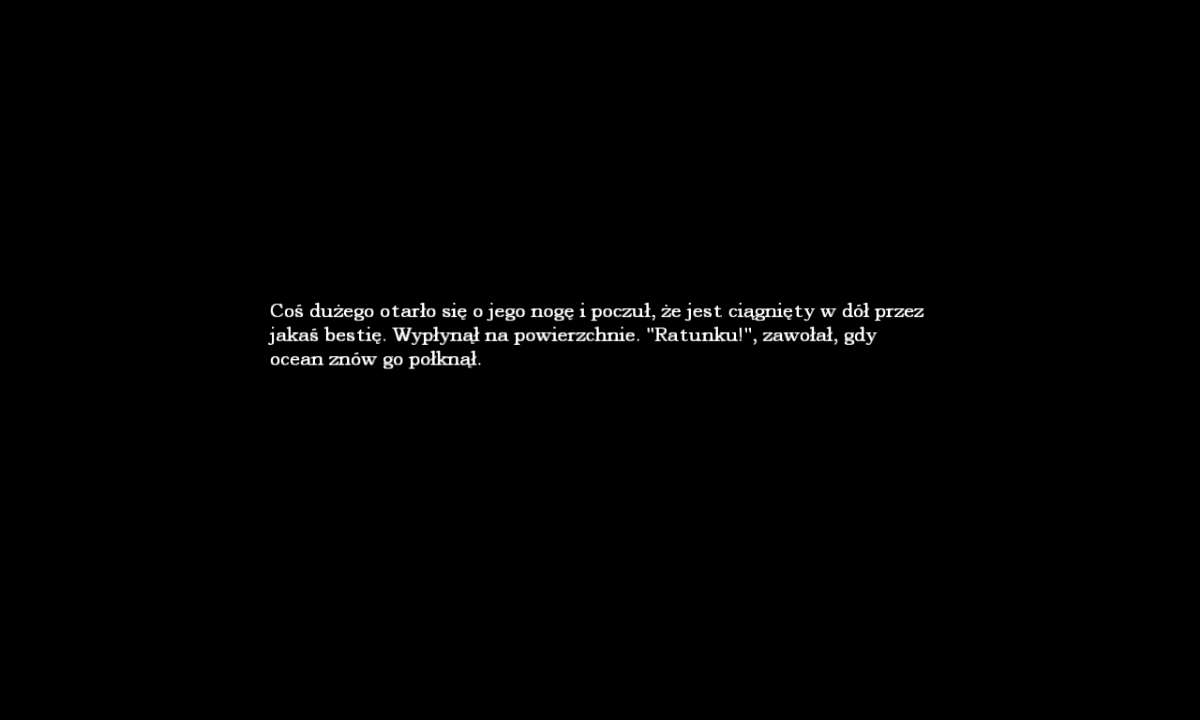 Coś dużego otarło się o jego nogę i poczuł, że jest ciągnięty w dół przez
jakaś bestię. Wypłynął na powierzchnie. "Ratunku!", zawołał, gdy
ocean znów go połknął.